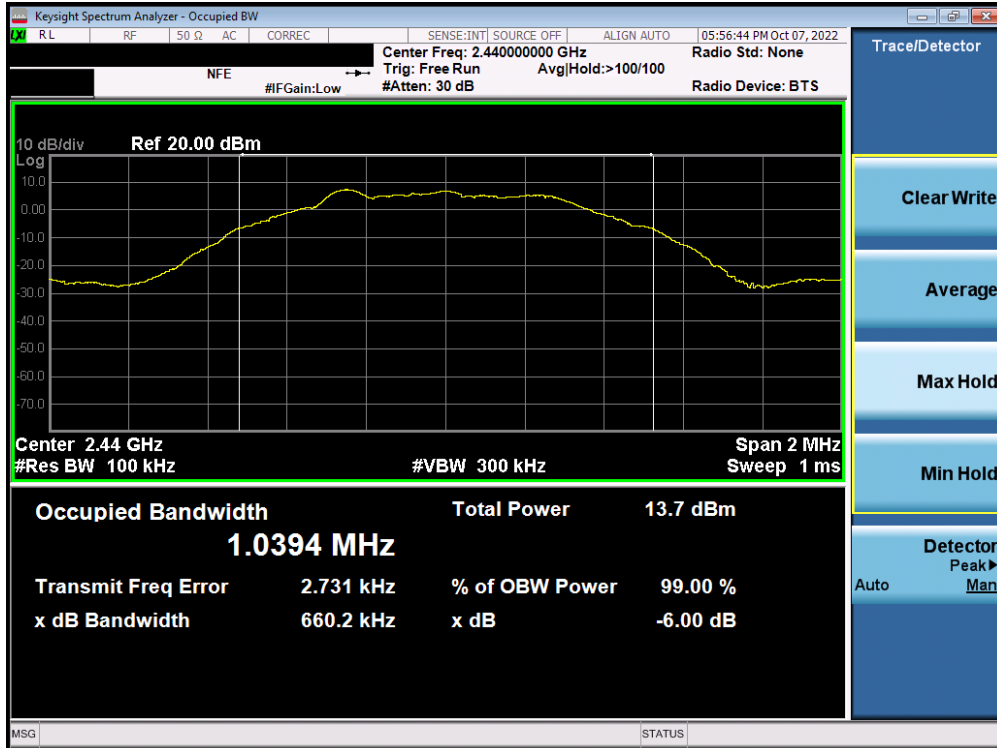 Keysight Spectrum Analyzer - Occupied BW
LXI RL RF 50 Ω AC CORREC SENSE:INT SOURCE OFF ALIGN AUTO 05:56:44 PM Oct 07, 2022
Center Freq: 2.440000000 GHz Radio Std: None
NFE Trig: Free Run Avg|Hold:>100/100
#IFGain:Low #Atten: 30 dB Radio Device: BTS
Trace/Detector
10 dB/div Ref 20.00 dBm
Log
10.0
0.00
-10.0
-20.0
-30.0
-40.0
-50.0
-60.0
-70.0
Center 2.44 GHz Span 2 MHz
#Res BW 100 kHz #VBW 300 kHz Sweep 1 ms
Occupied Bandwidth Total Power 13.7 dBm
1.0394 MHz
Transmit Freq Error 2.731 kHz % of OBW Power 99.00 %
x dB Bandwidth 660.2 kHz x dB -6.00 dB
Clear Write
Average
Max Hold
Min Hold
Detector
Peak▶
Auto Man
MSG STATUS